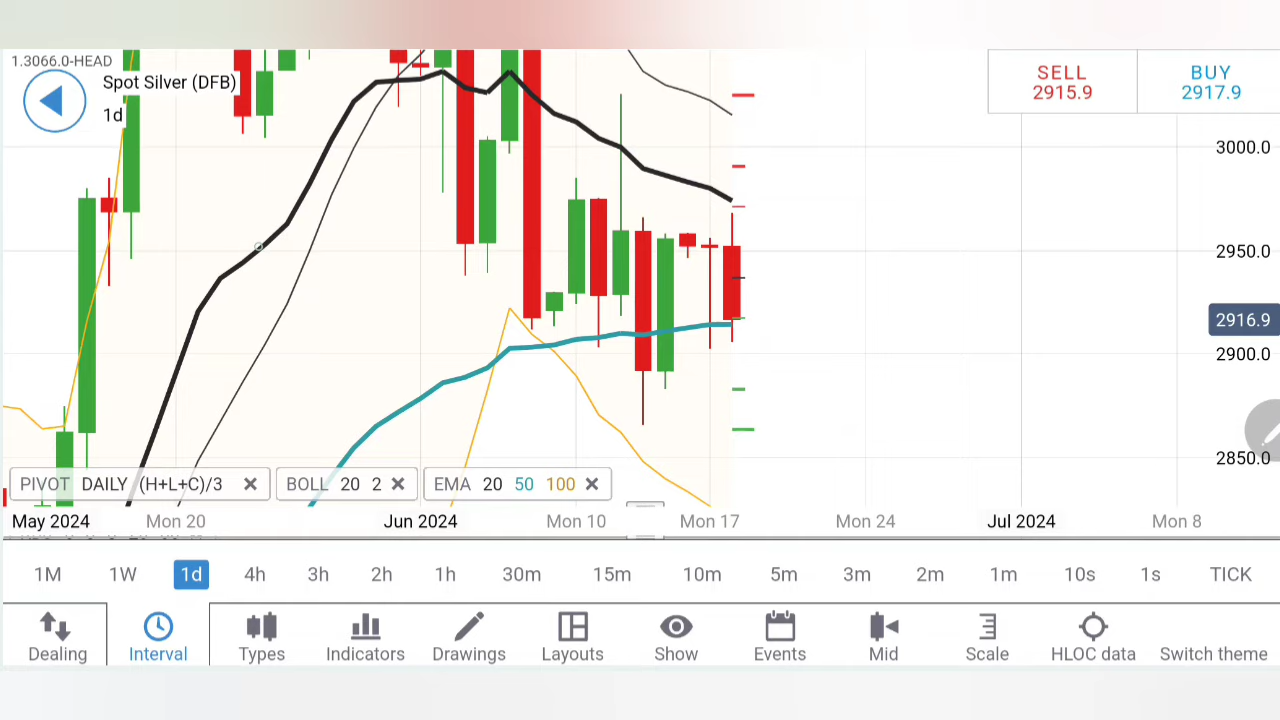 1.3066.0-HEAD
Spot Silver (DFB)
1d
SELL
2915.9
BUY
2917.9
3000.0
2950.0
2916.9
2900.0
2850.0
PIVOT DAILY (H+L+C)/3
BOLL 20 2
EMA 20 50 100
May 2024 Mon 20 Jun 2024 Mon 10 Mon 17 Mon 24 Jul 2024 Mon 8
1M 1W 1d 4h 3h 2h 1h 30m 15m 10m 5m 3m 2m 1m 10s 1s TICK
Dealing Interval Types Indicators Drawings Layouts Show Events Mid Scale HLOC data Switch theme